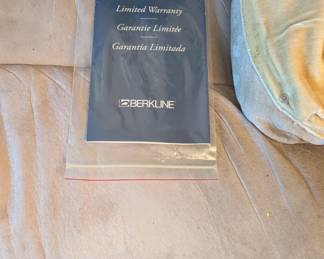 Limited Warranty
Garantie Limitée
Garantía Limitada
BERKLINE